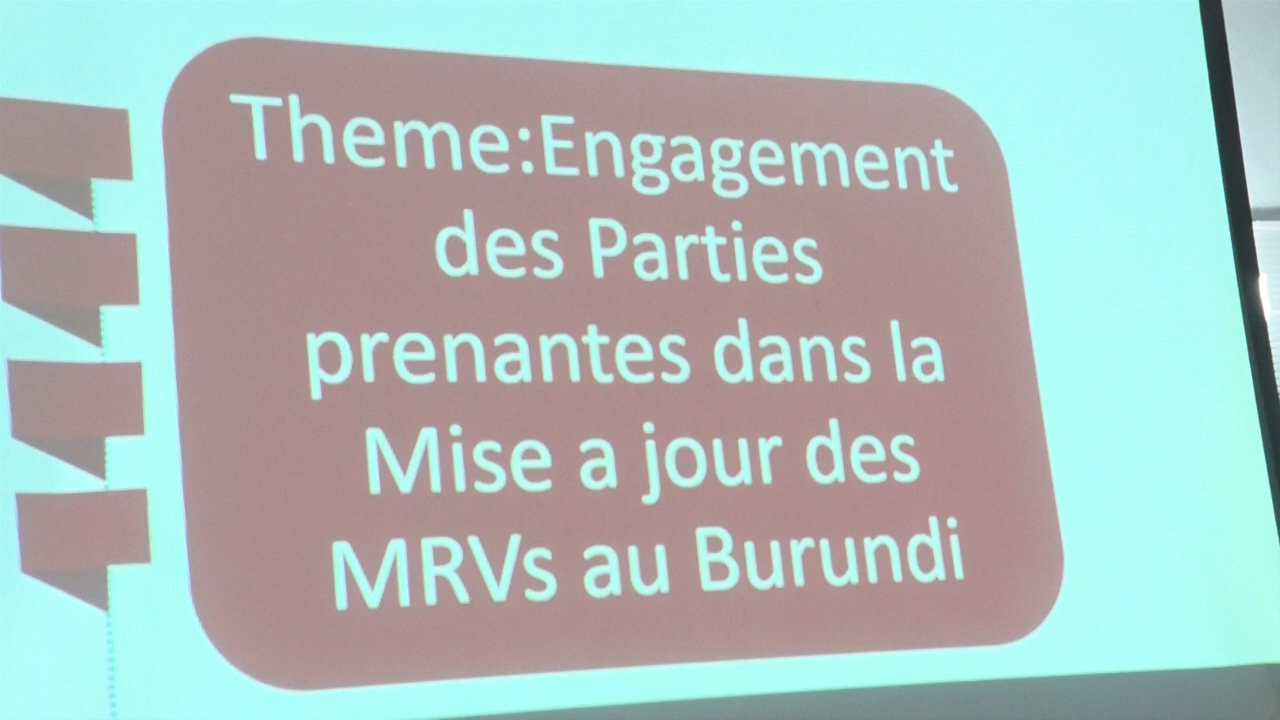 Theme:Engagement
des Parties
prenantes dans la
Mise a jour des
MRVs au Burundi